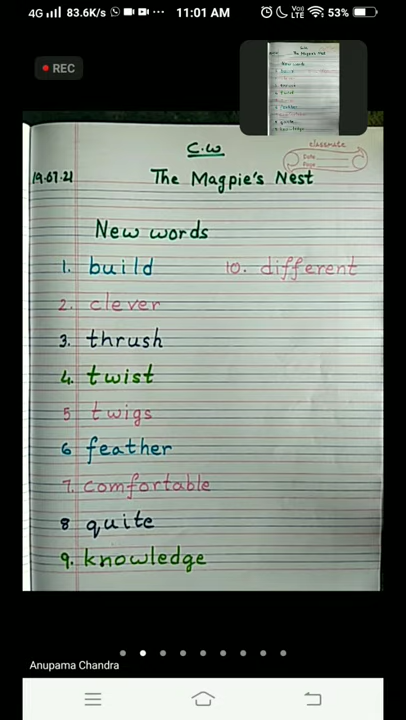 4G 83.6K/s 11:01 AM Vo) LTE 53%
REC
C.W
classmate
Date
Page
19.07.21 The Magpie's Nest
New words
1. build 10. different
2. clever
3. thrush
4. twist
5 twigs
6 feather
7. comfortable
8 quite
9. knowledge
Anupama Chandra